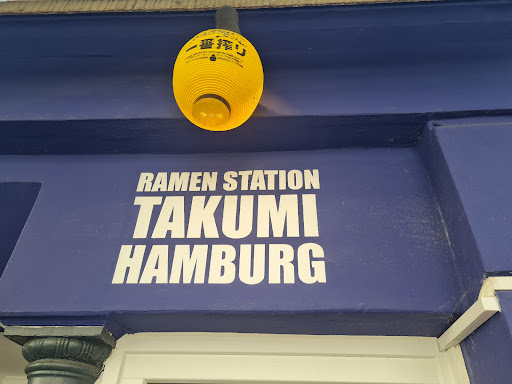 一番搾り
RAMEN STATION
TAKUMI
HAMBURG